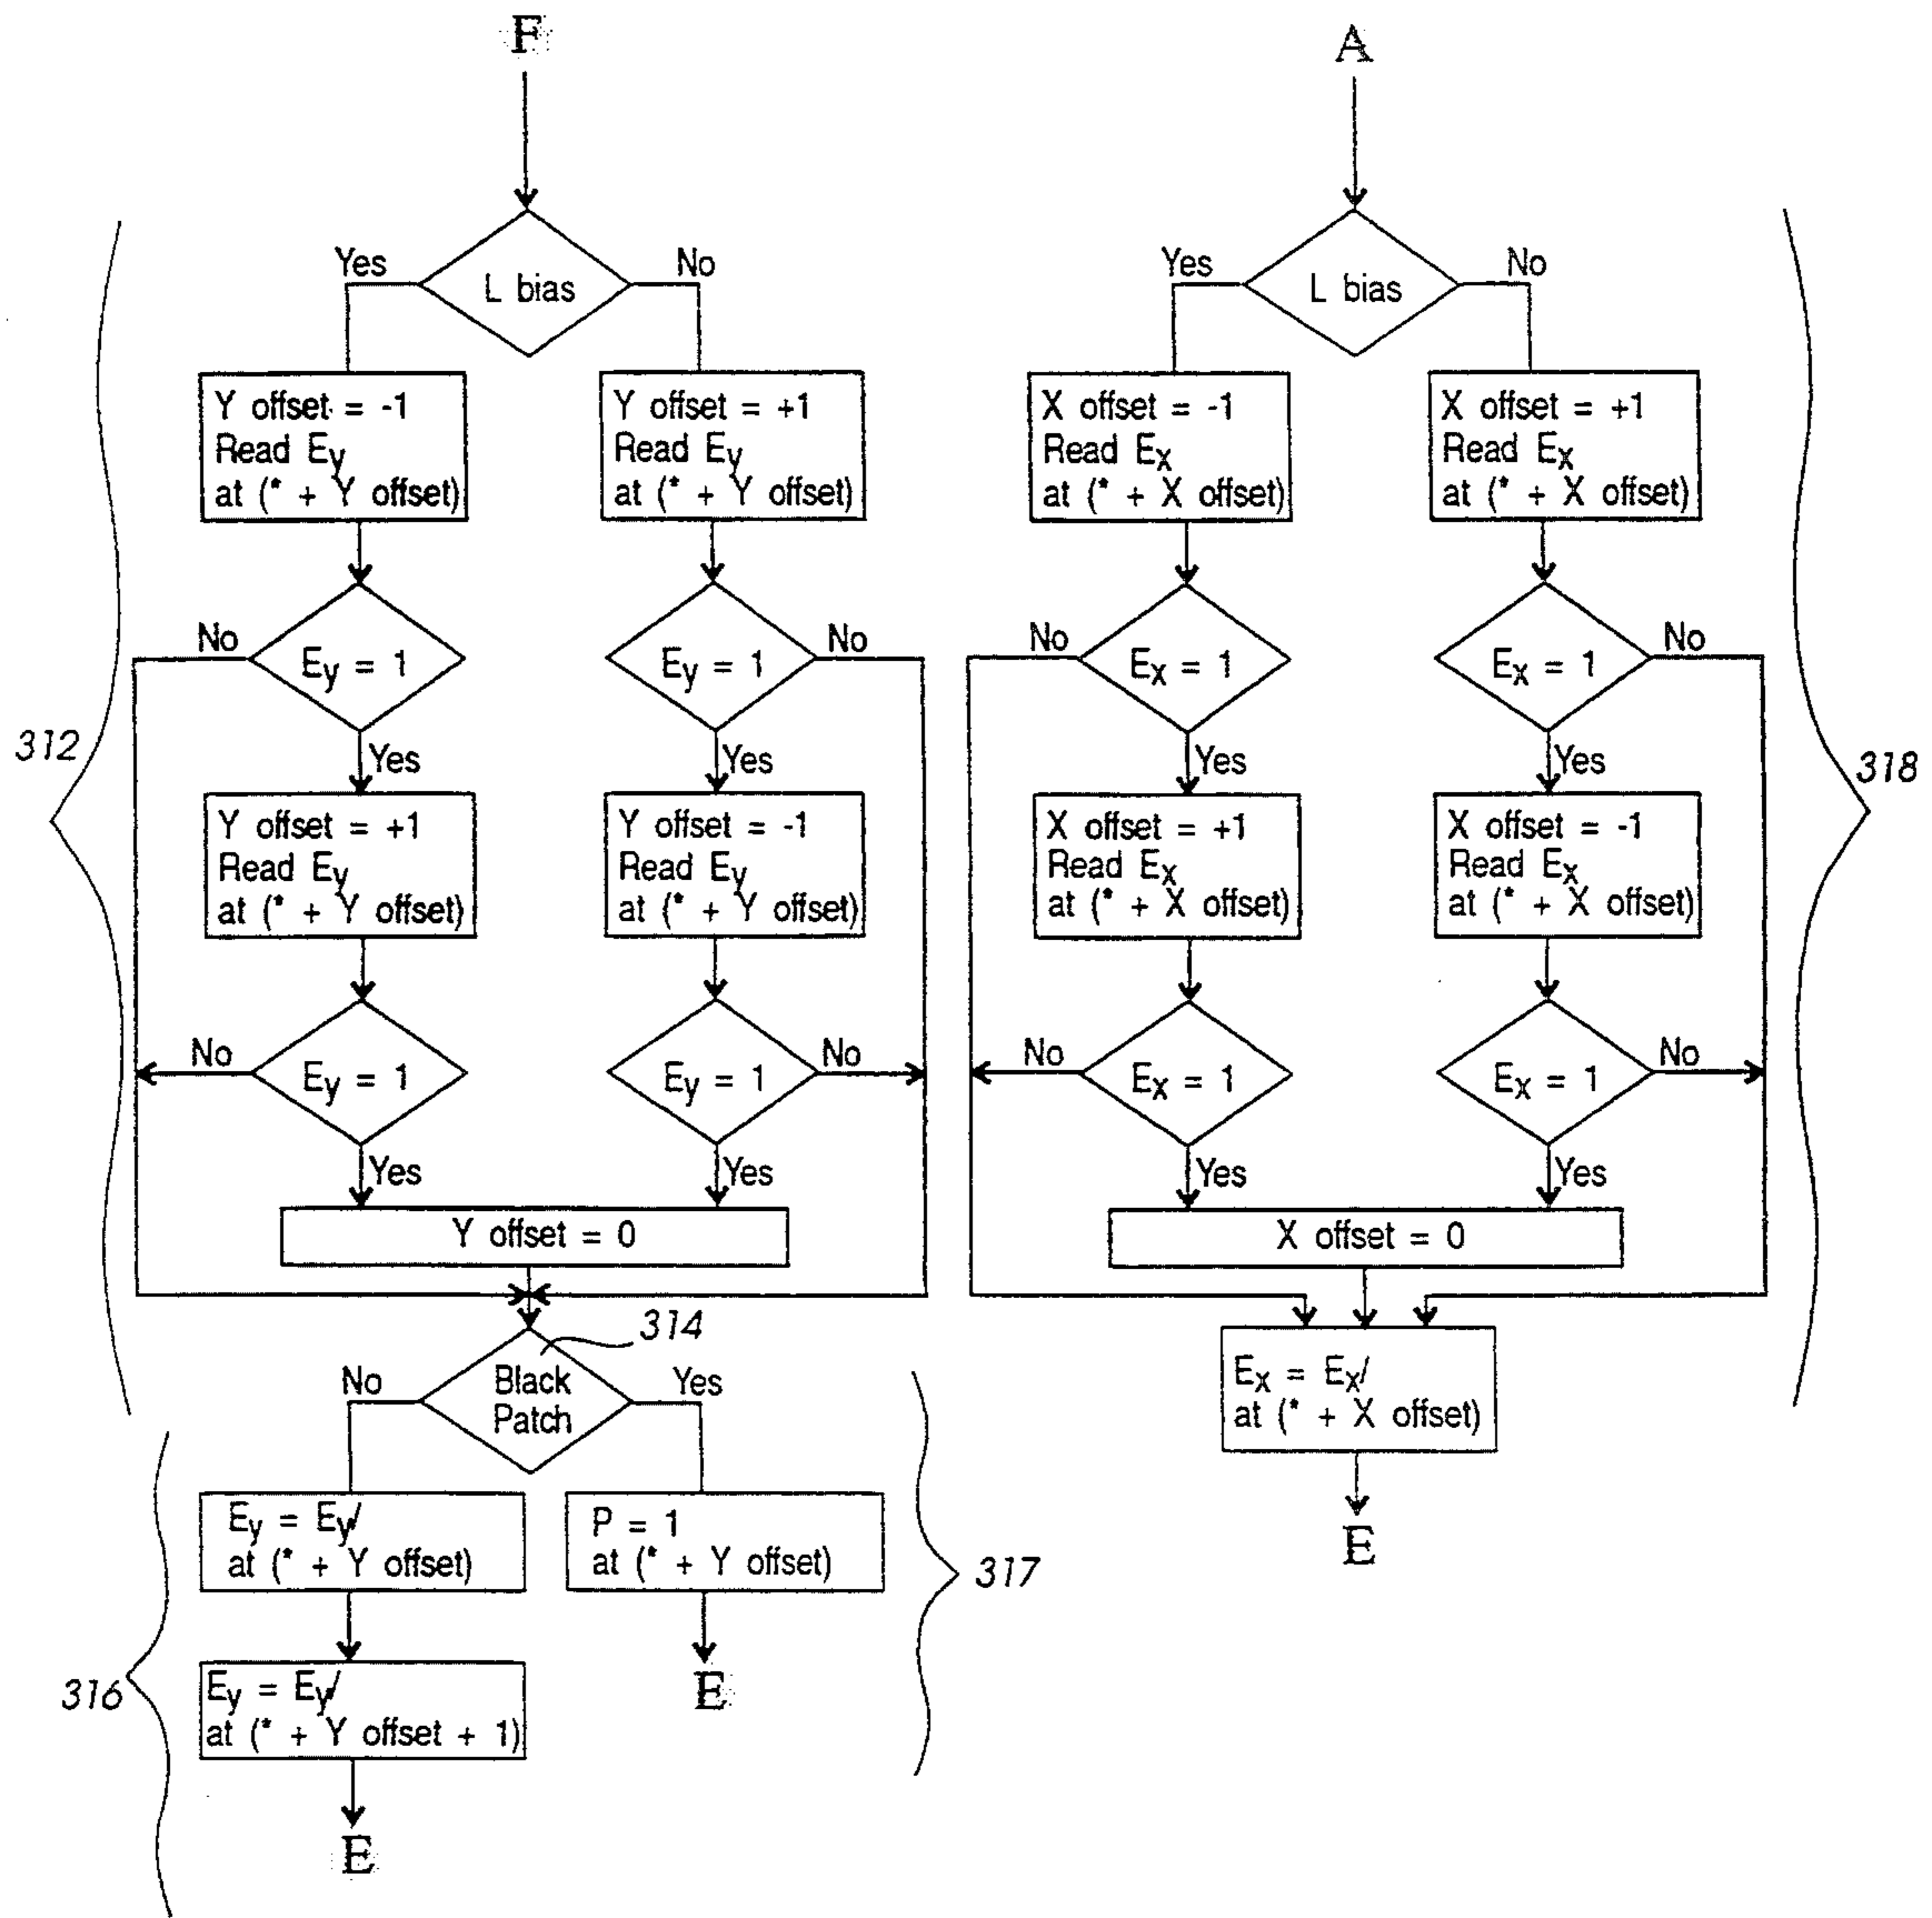 F
A
L bias
Yes
No
L bias
Yes
No
Y offset = -1
Read Ey
at (* + Y offset)
Y offset = +1
Read Ey
at (* + Y offset)
X offset = -1
Read Ex
at (* + X offset)
X offset = +1
Read Ex
at (* + X offset)
No
Ey = 1
Ey = 1
No
No
Ex = 1
Ex = 1
No
312
Yes
Yes
Yes
Yes
318
Y offset = +1
Read Ey
at (* + Y offset)
Y offset = -1
Read Ey
at (* + Y offset)
X offset = +1
Read Ex
at (* + X offset)
X offset = -1
Read Ex
at (* + X offset)
No
Ey = 1
Ey = 1
No
No
Ex = 1
Ex = 1
No
Yes
Yes
Yes
Yes
Y offset = 0
X offset = 0
314
No
Black
Patch
Yes
Ex = Ex/
at (* + X offset)
E
Ey = Ey/
at (* + Y offset)
P = 1
at (* + Y offset)
317
316
Ey = Ey/
at (* + Y offset + 1)
E
E